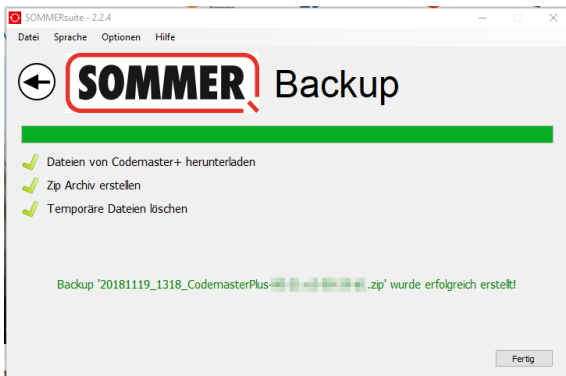 SOMMERsuite - 2.2.4
Datei Sprache Optionen Hilfe
SOMMER Backup
Dateien von Codemaster+ herunterladen
Zip Archiv erstellen
Temporäre Dateien löschen
Backup '20181119_1318_CodemasterPlus- .zip' wurde erfolgreich erstellt!
Fertig